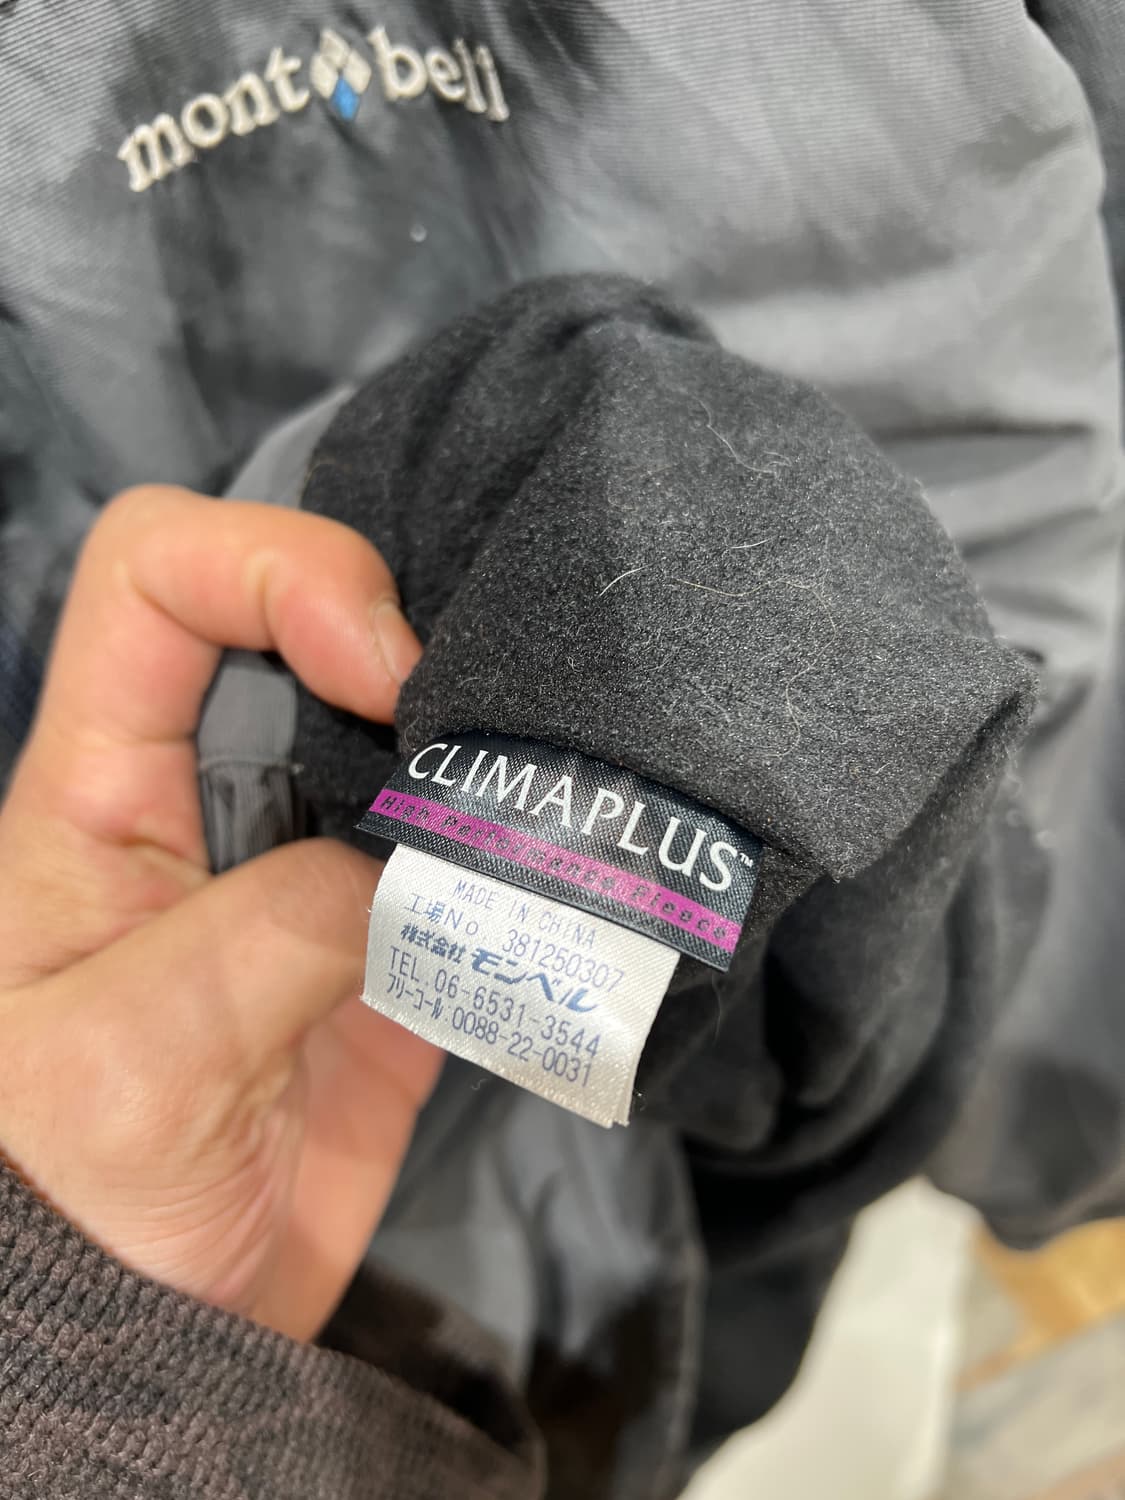 mont bell
CLIMAPLUS™
High Performance Fleece
MADE IN CHINA
工場No 381250307
株式会社 モンベル
TEL 06-6531-3544
フリーコール 0088-22-0031